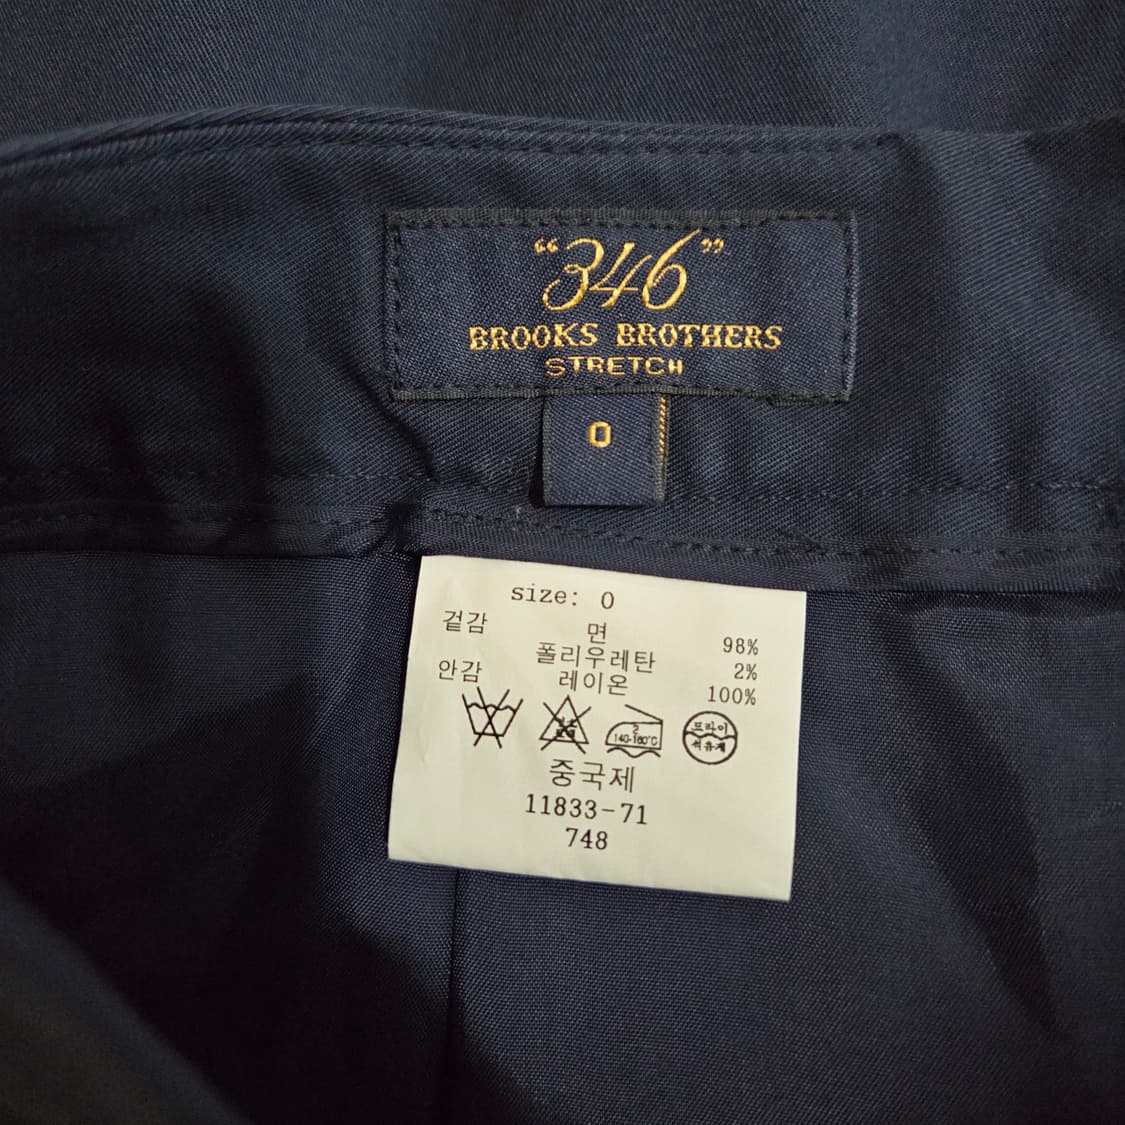 "346"
BROOKS BROTHERS
STRETCH
0
size: 0
겉감 면 98%
폴리우레탄 2%
안감 레이온 100%
2
140-160°C
드라이
석유계
중국제
11833-71
748